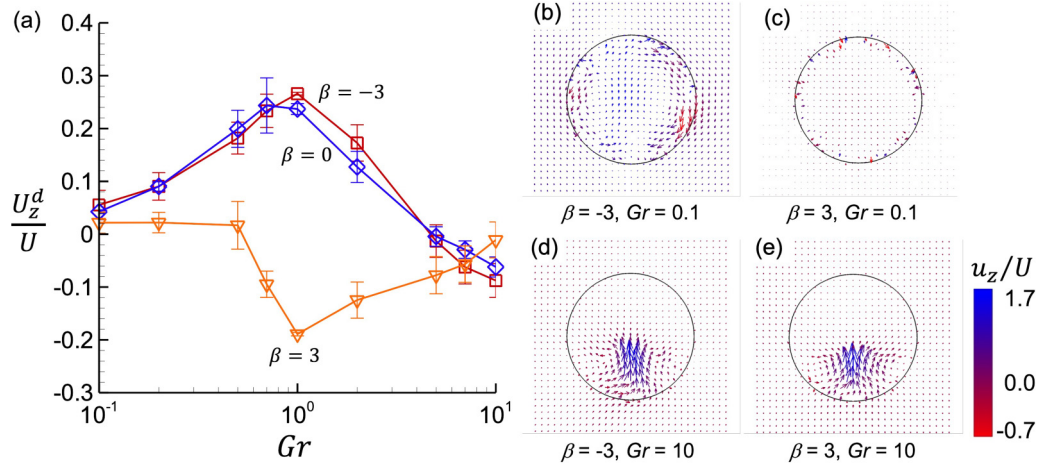 (a)
0.4
0.3
0.2
0.1
0
-0.1
-0.2
-0.3
U_z^d
U
β = −3
β = 0
β = 3
10^-1
10^0
10^1
Gr
(b)
β = -3, Gr = 0.1
(c)
β = 3, Gr = 0.1
(d)
β = -3, Gr = 10
(e)
β = 3, Gr = 10
u_z/U
1.7
0.0
-0.7